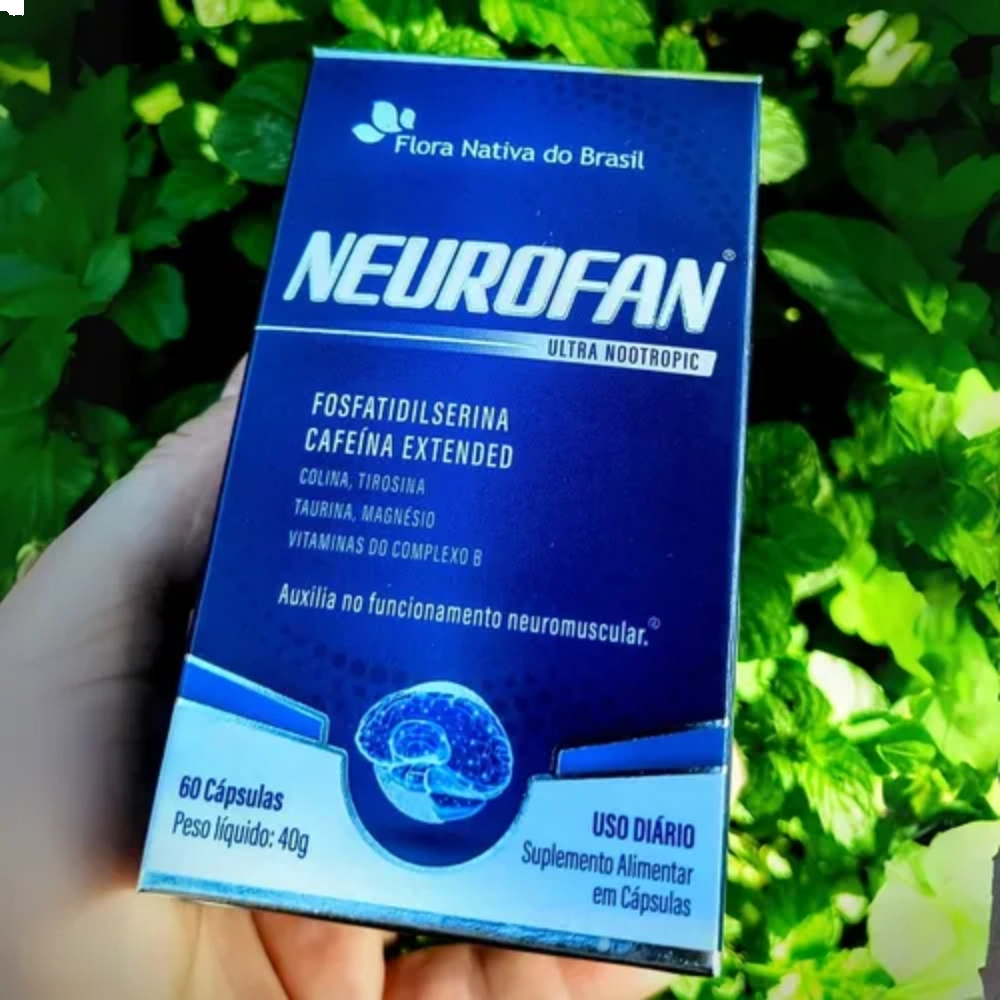 Flora Nativa do Brasil
NEUROFAN®
ULTRA NOOTROPIC
FOSFATIDILSERINA
CAFEÍNA EXTENDED
COLINA, TIROSINA
TAURINA, MAGNÉSIO
VITAMINAS DO COMPLEXO B
Auxilia no funcionamento neuromuscular.
60 Cápsulas
Peso líquido: 40g
USO DIÁRIO
Suplemento Alimentar
em Cápsulas